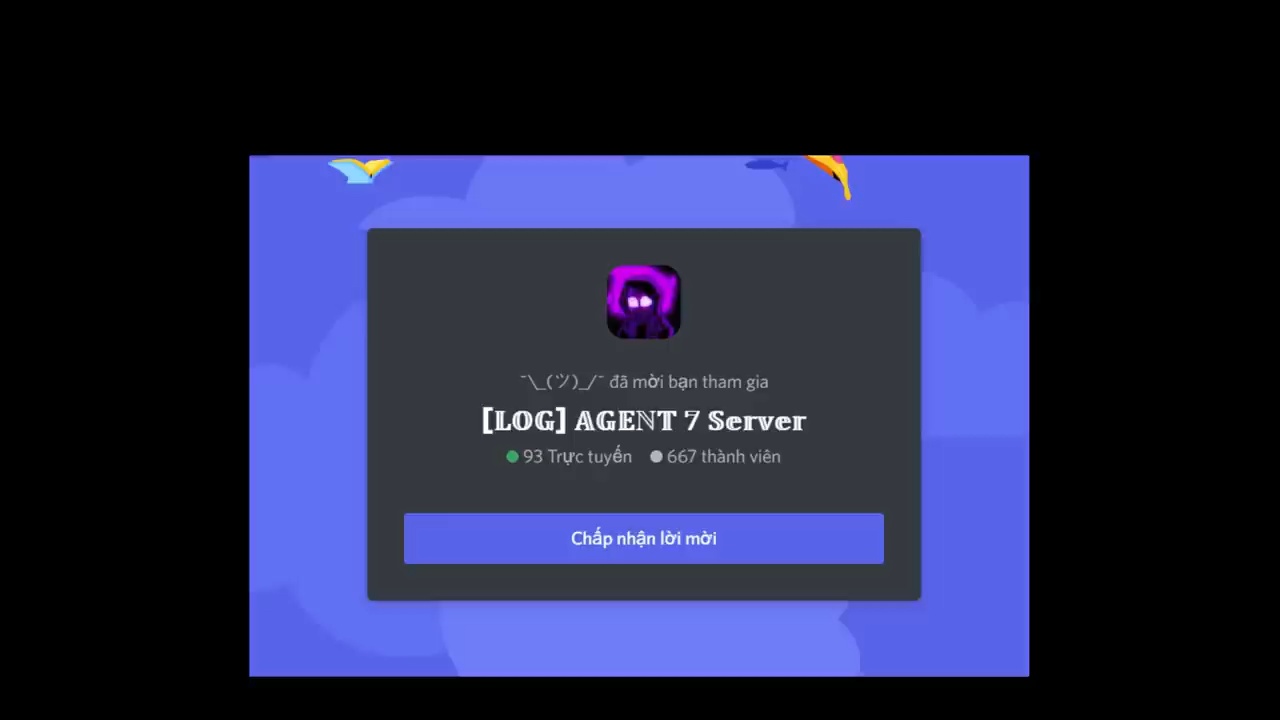 ¯\_(ツ)_/¯ đã mời bạn tham gia
[𝕃𝕆𝔾] 𝔸𝔾𝔼ℕ𝕋 𝟟 𝕊𝕖𝕣𝕧𝕖𝕣
93 Trực tuyến 667 thành viên
Chấp nhận lời mời